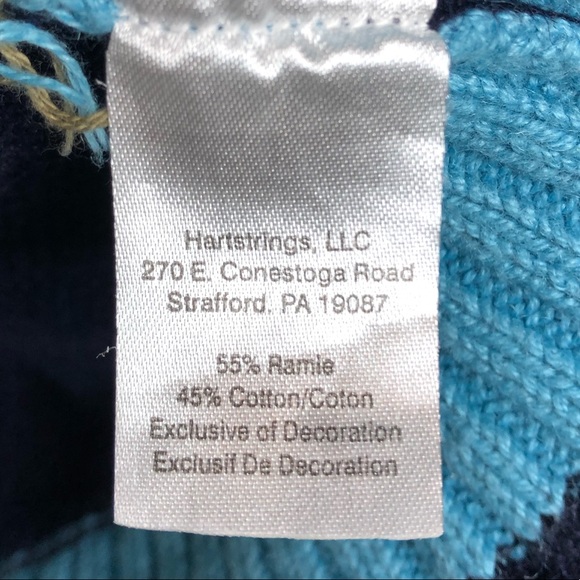 Hartstrings, LLC
270 E. Conestoga Road
Strafford, PA 19087
55% Ramie
45% Cotton/Coton
Exclusive of Decoration
Exclusif De Decoration